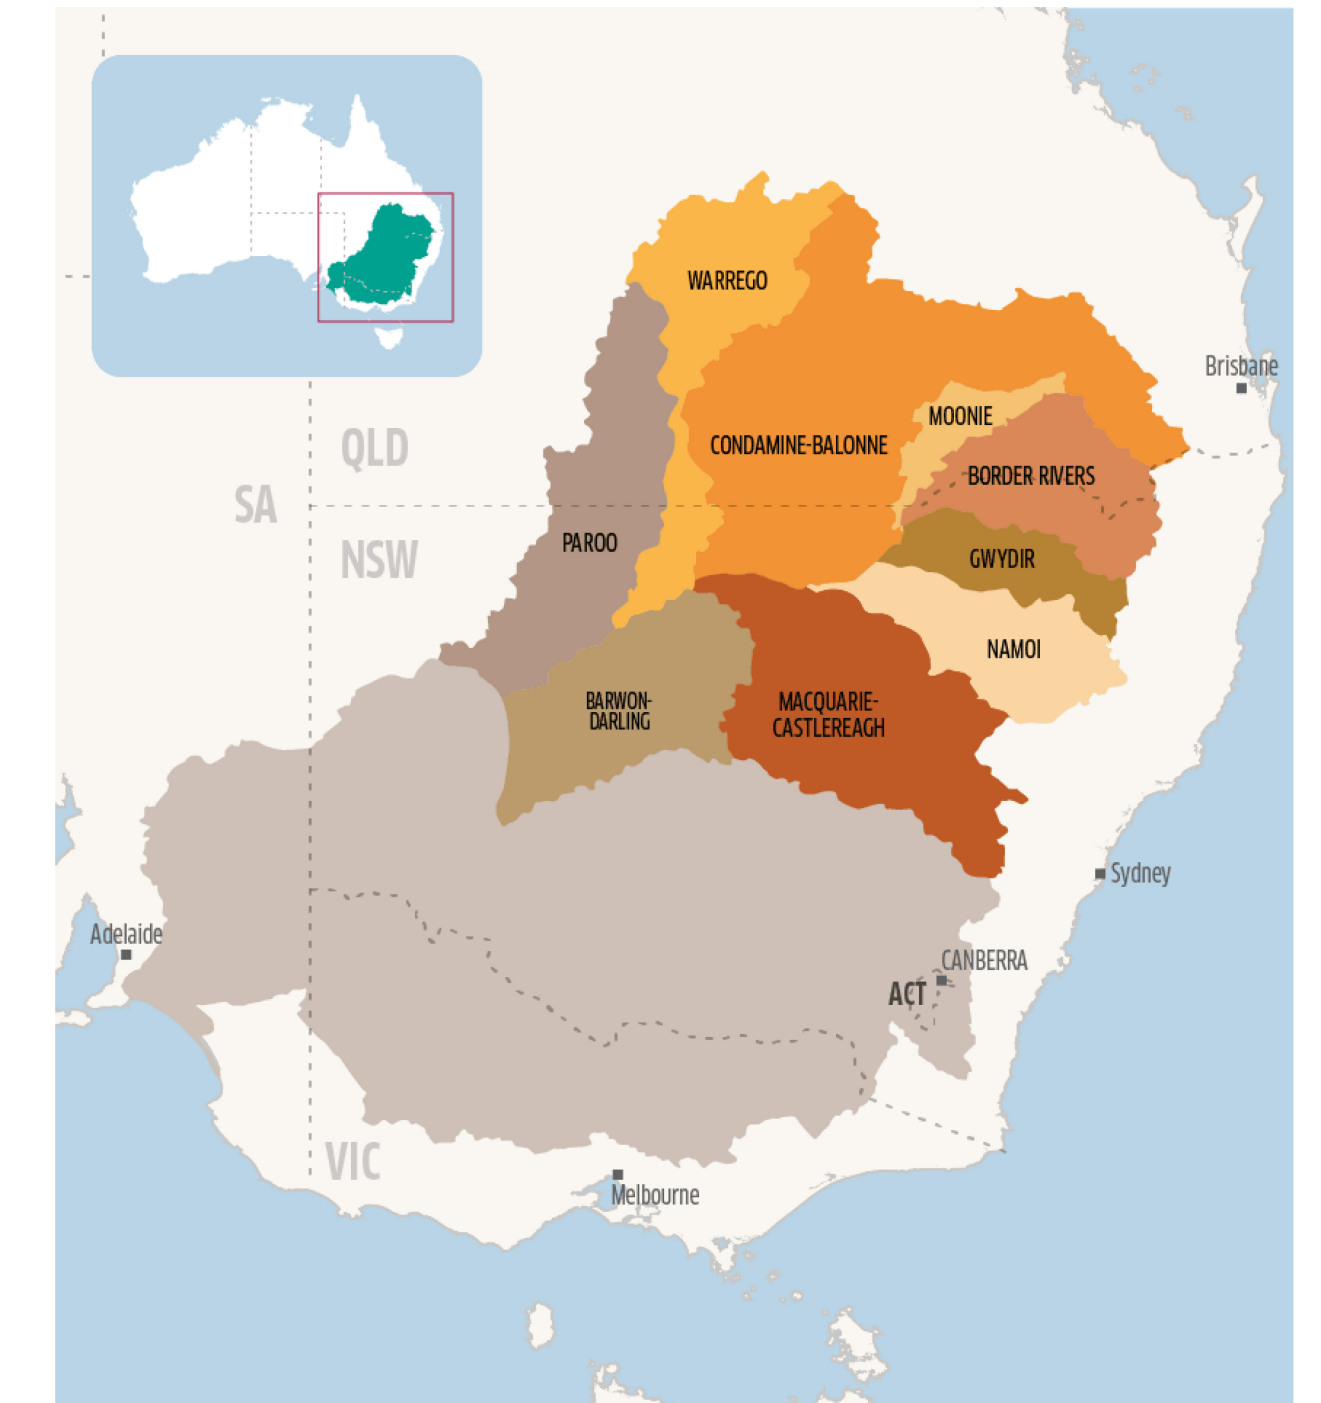 WARREGO
Brisbane
MOONIE
QLD
CONDAMINE-BALONNE
BORDER RIVERS
SA
PAROO
NSW
GWYDIR
NAMOI
BARWON-
DARLING
MACQUARIE-
CASTLEREAGH
Sydney
Adelaide
CANBERRA
ACT
VIC
Melbourne